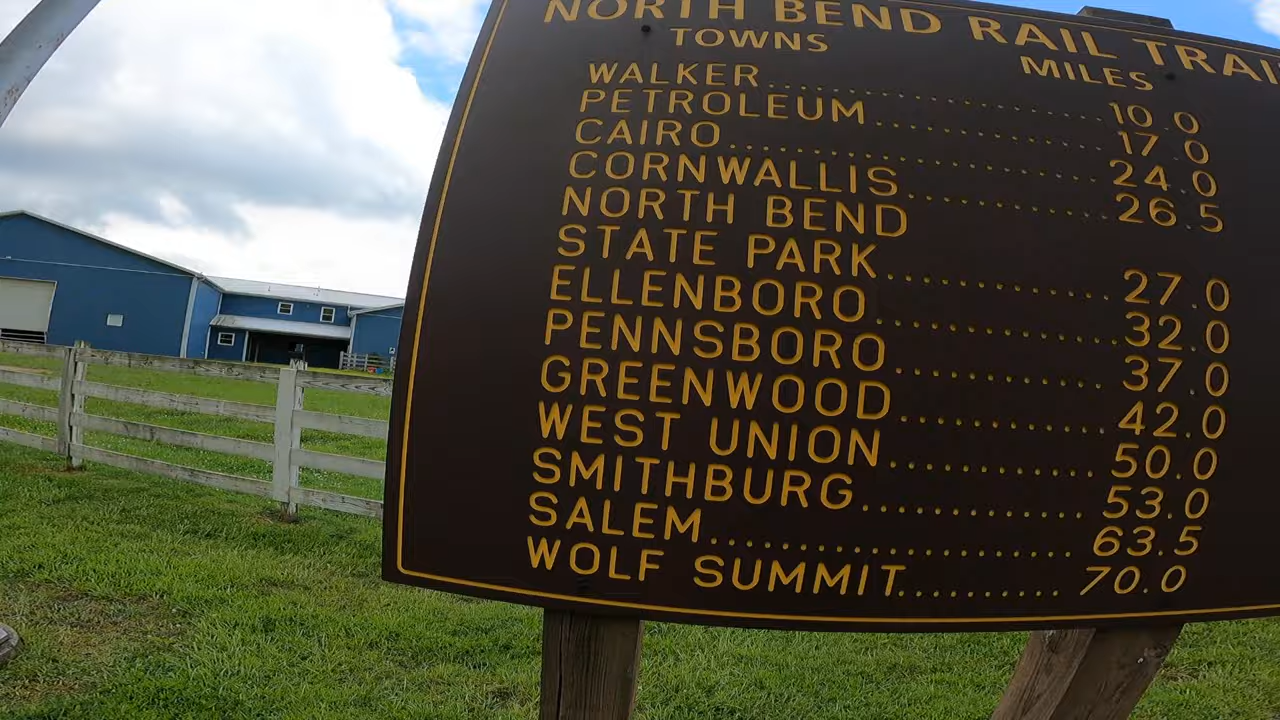 NORTH BEND RAIL TRAI
TOWNS MILES
WALKER 10.0
PETROLEUM 17.0
CAIRO 24.0
CORNWALLIS 26.5
NORTH BEND
STATE PARK 27.0
ELLENBORO 32.0
PENNSBORO 37.0
GREENWOOD 42.0
WEST UNION 50.0
SMITHBURG 53.0
SALEM 63.5
WOLF SUMMIT 70.0